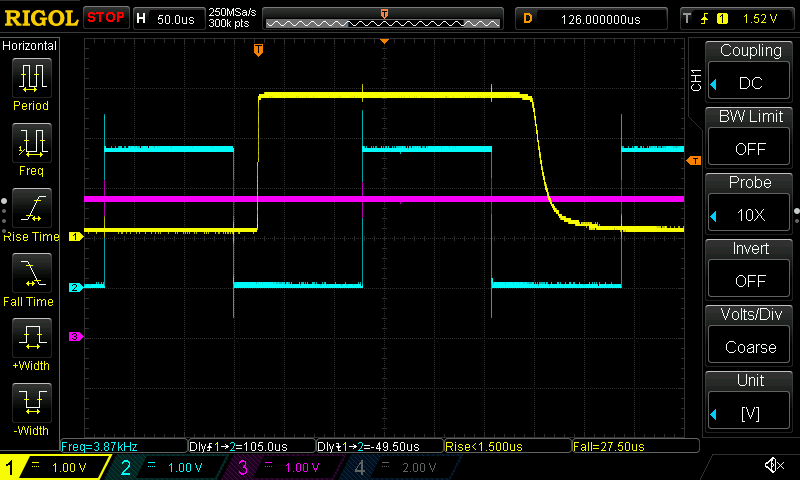 RIGOL STOP H 50.0us 250MSa/s D 126.000000us T 1 1.52 V
300k pts
T
Horizontal
Period
Freq
Rise Time
Fall Time
+Width
-Width
T
1
2
3
T
CH1
Coupling
DC
BW Limit
OFF
Probe
10X
Invert
OFF
Volts/Div
Coarse
Unit
[V]
Freq=3.87kHz Dly1→2=105.0us Dly1→2=-49.50us Rise<1.500us Fall=27.50us
1 = 1.00 V 2 = 1.00 V 3 = 1.00 V 4 = 2.00 V